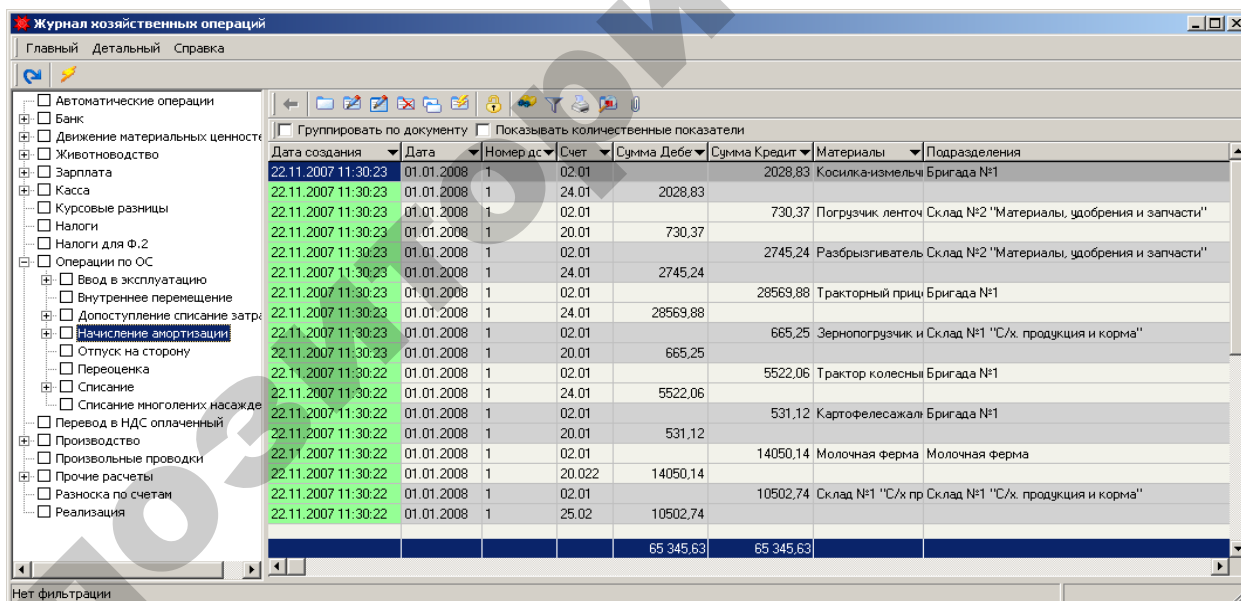 Журнал хозяйственных операций
Главный Детальный Справка
Автоматические операции
Банк
Движение материальных ценносте
Животноводство
Зарплата
Касса
Курсовые разницы
Налоги
Налоги для Ф.2
Операции по ОС
Ввод в эксплуатацию
Внутреннее перемещение
Допоступление списание затра
Начисление амортизации
Отпуск на сторону
Переоценка
Списание
Списание многолених насажде
Перевод в НДС оплаченный
Производство
Произвольные проводки
Прочие расчеты
Разноска по счетам
Реализация
Группировать по документу Показывать количественные показатели
Дата создания Дата Номер дс Счет Сумма Дебе Сумма Кредит Материалы Подразделения
22.11.2007 11:30:23 01.01.2008 1 02.01 2028,83 Косилка-измельч Бригада №1
22.11.2007 11:30:23 01.01.2008 1 24.01 2028,83
22.11.2007 11:30:23 01.01.2008 1 02.01 730,37 Погрузчик ленточ Склад №2 "Материалы, удобрения и запчасти"
22.11.2007 11:30:23 01.01.2008 1 20.01 730,37
22.11.2007 11:30:23 01.01.2008 1 02.01 2745,24 Разбрызгиватель Склад №2 "Материалы, удобрения и запчасти"
22.11.2007 11:30:23 01.01.2008 1 24.01 2745,24
22.11.2007 11:30:23 01.01.2008 1 02.01 28569,88 Тракторный приц Бригада №1
22.11.2007 11:30:23 01.01.2008 1 24.01 28569,88
22.11.2007 11:30:23 01.01.2008 1 02.01 665,25 Зернопогрузчик и Склад №1 "С/х. продукция и корма"
22.11.2007 11:30:23 01.01.2008 1 20.01 665,25
22.11.2007 11:30:22 01.01.2008 1 02.01 5522,06 Трактор колесны Бригада №1
22.11.2007 11:30:22 01.01.2008 1 24.01 5522,06
22.11.2007 11:30:22 01.01.2008 1 02.01 531,12 Картофелесажалк Бригада №1
22.11.2007 11:30:22 01.01.2008 1 20.01 531,12
22.11.2007 11:30:22 01.01.2008 1 02.01 14050,14 Молочная ферма Молочная ферма
22.11.2007 11:30:22 01.01.2008 1 20.022 14050,14
22.11.2007 11:30:22 01.01.2008 1 02.01 10502,74 Склад №1 "С/х пр Склад №1 "С/х. продукция и корма"
22.11.2007 11:30:22 01.01.2008 1 25.02 10502,74
65 345,63 65 345,63
Нет фильтрации